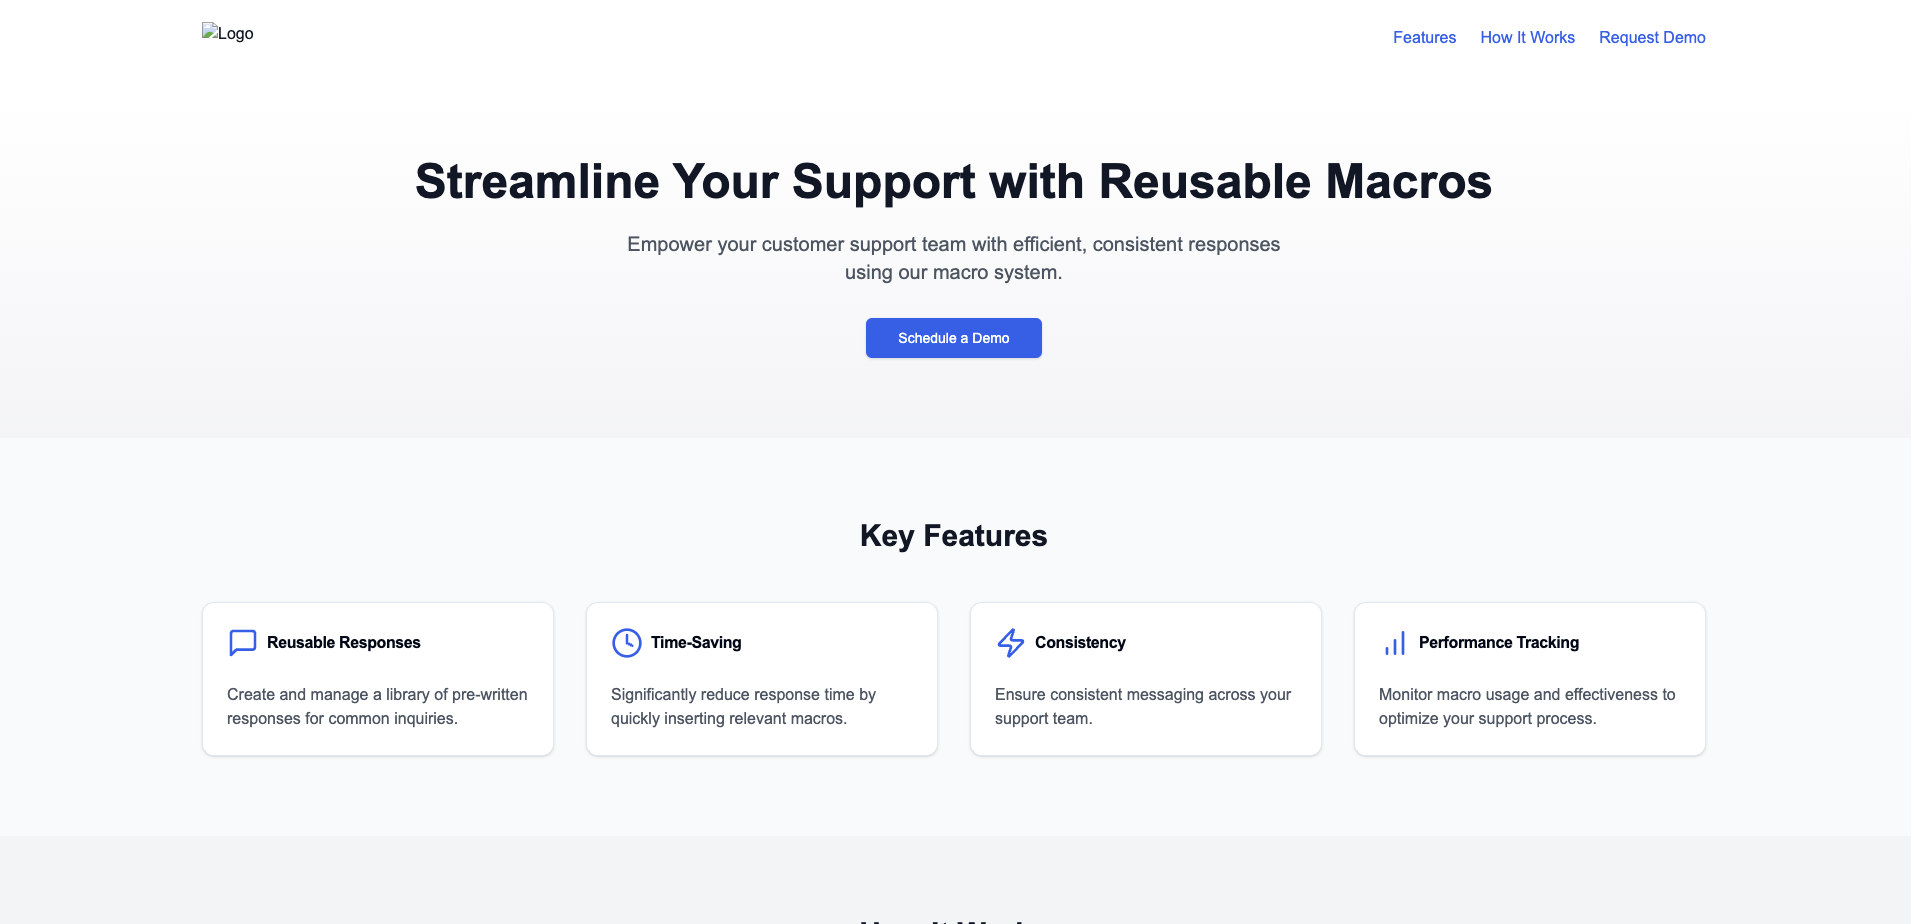 Logo
Features
How It Works
Request Demo
Streamline Your Support with Reusable Macros
Empower your customer support team with efficient, consistent responses
using our macro system.
Schedule a Demo
Key Features
Reusable Responses
Create and manage a library of pre-written
responses for common inquiries.
Time-Saving
Significantly reduce response time by
quickly inserting relevant macros.
Consistency
Ensure consistent messaging across your
support team.
Performance Tracking
Monitor macro usage and effectiveness to
optimize your support process.